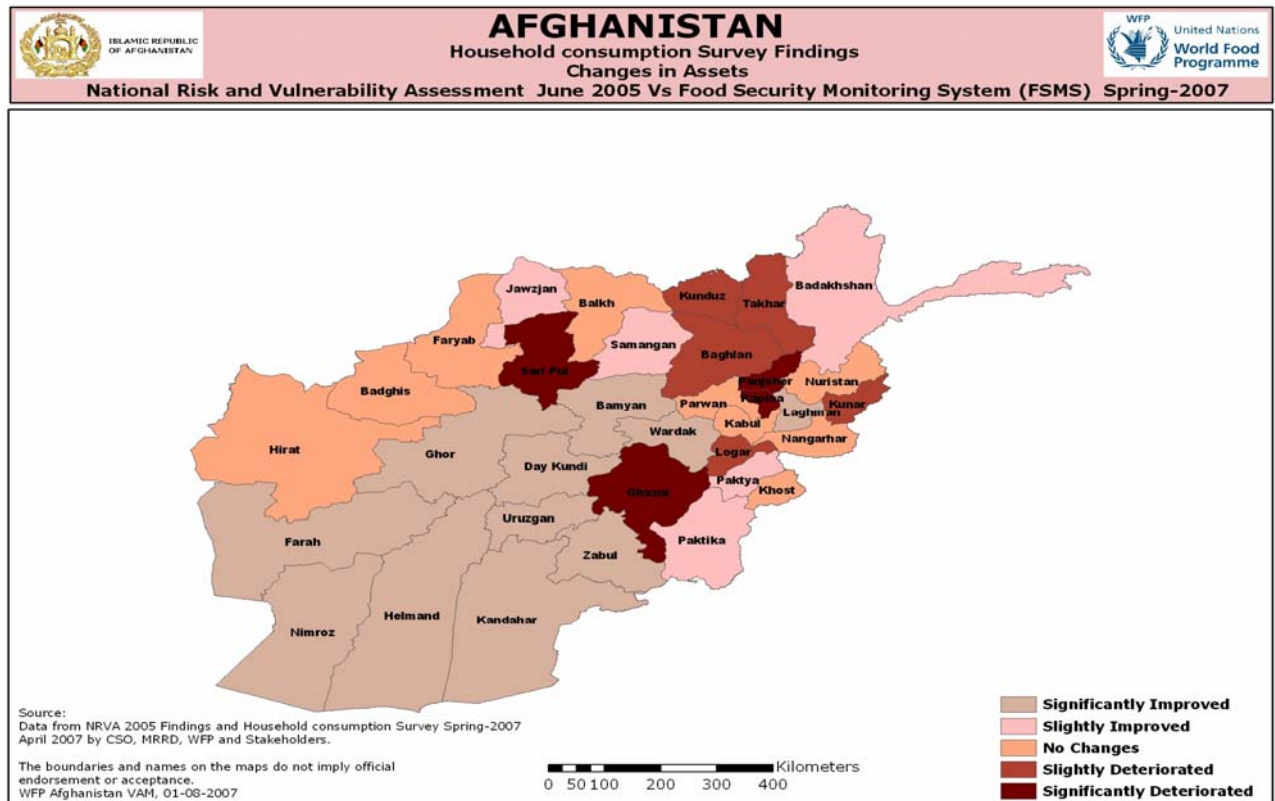 ISLAMIC REPUBLIC
OF AFGHANISTAN
AFGHANISTAN
Household consumption Survey Findings
Changes in Assets
National Risk and Vulnerability Assessment June 2005 Vs Food Security Monitoring System (FSMS) Spring-2007
WFP
United Nations
World Food
Programme
Jawzjan
Balkh
Kunduz
Takhar
Badakhshan
Faryab
Samangan
Baghlan
Sari Pul
Panjsher
Nuristan
Badghis
Bamyan
Parwan
Kapisa
Kunar
Laghman
Kabul
Wardak
Nangarhar
Hirat
Ghor
Day Kundi
Logar
Paktya
Khost
Ghazni
Uruzgan
Farah
Zabul
Paktika
Helmand
Kandahar
Nimroz
Source:
Data from NRVA 2005 Findings and Household consumption Survey Spring-2007
April 2007 by CSO, MRRD, WFP and Stakeholders.
The boundaries and names on the maps do not imply official
endorsement or acceptance.
WFP Afghanistan VAM, 01-08-2007
Kilometers
0 50 100 200 300 400
Significantly Improved
Slightly Improved
No Changes
Slightly Deteriorated
Significantly Deteriorated